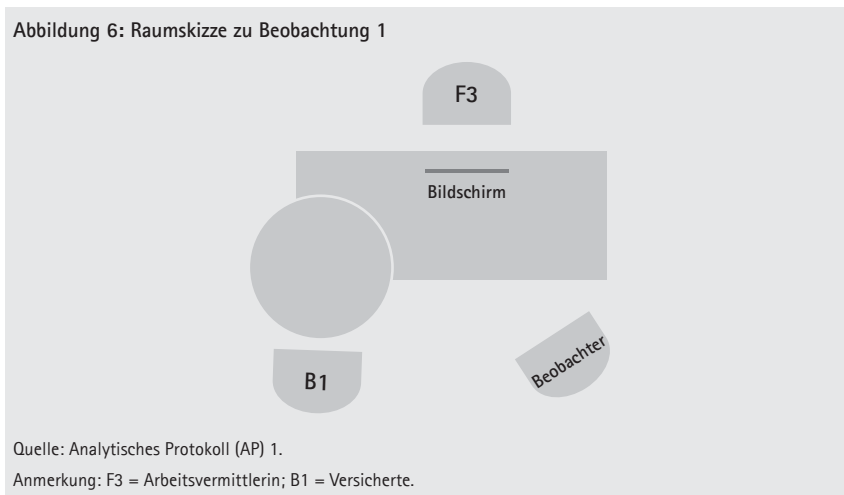 Abbildung 6: Raumskizze zu Beobachtung 1
F3
Bildschirm
B1
Beobachter
Quelle: Analytisches Protokoll (AP) 1.
Anmerkung: F3 = Arbeitsvermittlerin; B1 = Versicherte.